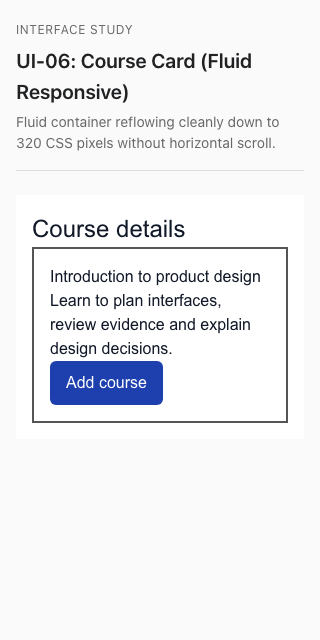 INTERFACE STUDY
UI-06: Course Card (Fluid
Responsive)
Fluid container reflowing cleanly down to
320 CSS pixels without horizontal scroll.
Course details
Introduction to product design
Learn to plan interfaces,
review evidence and explain
design decisions.
Add course